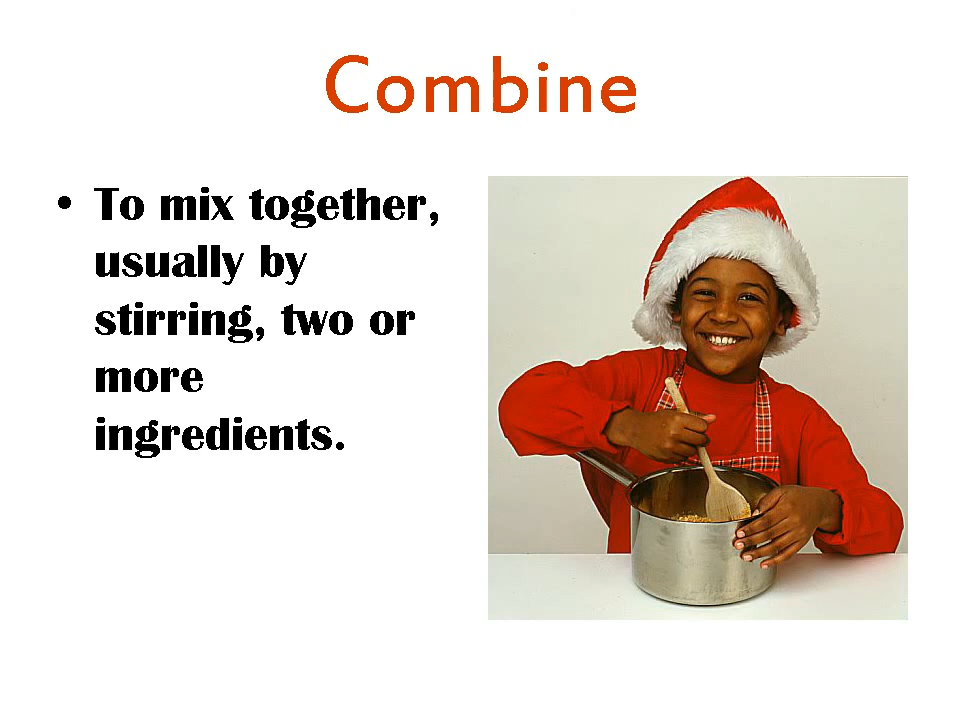 Combine
• To mix together,
usually by
stirring, two or
more
ingredients.